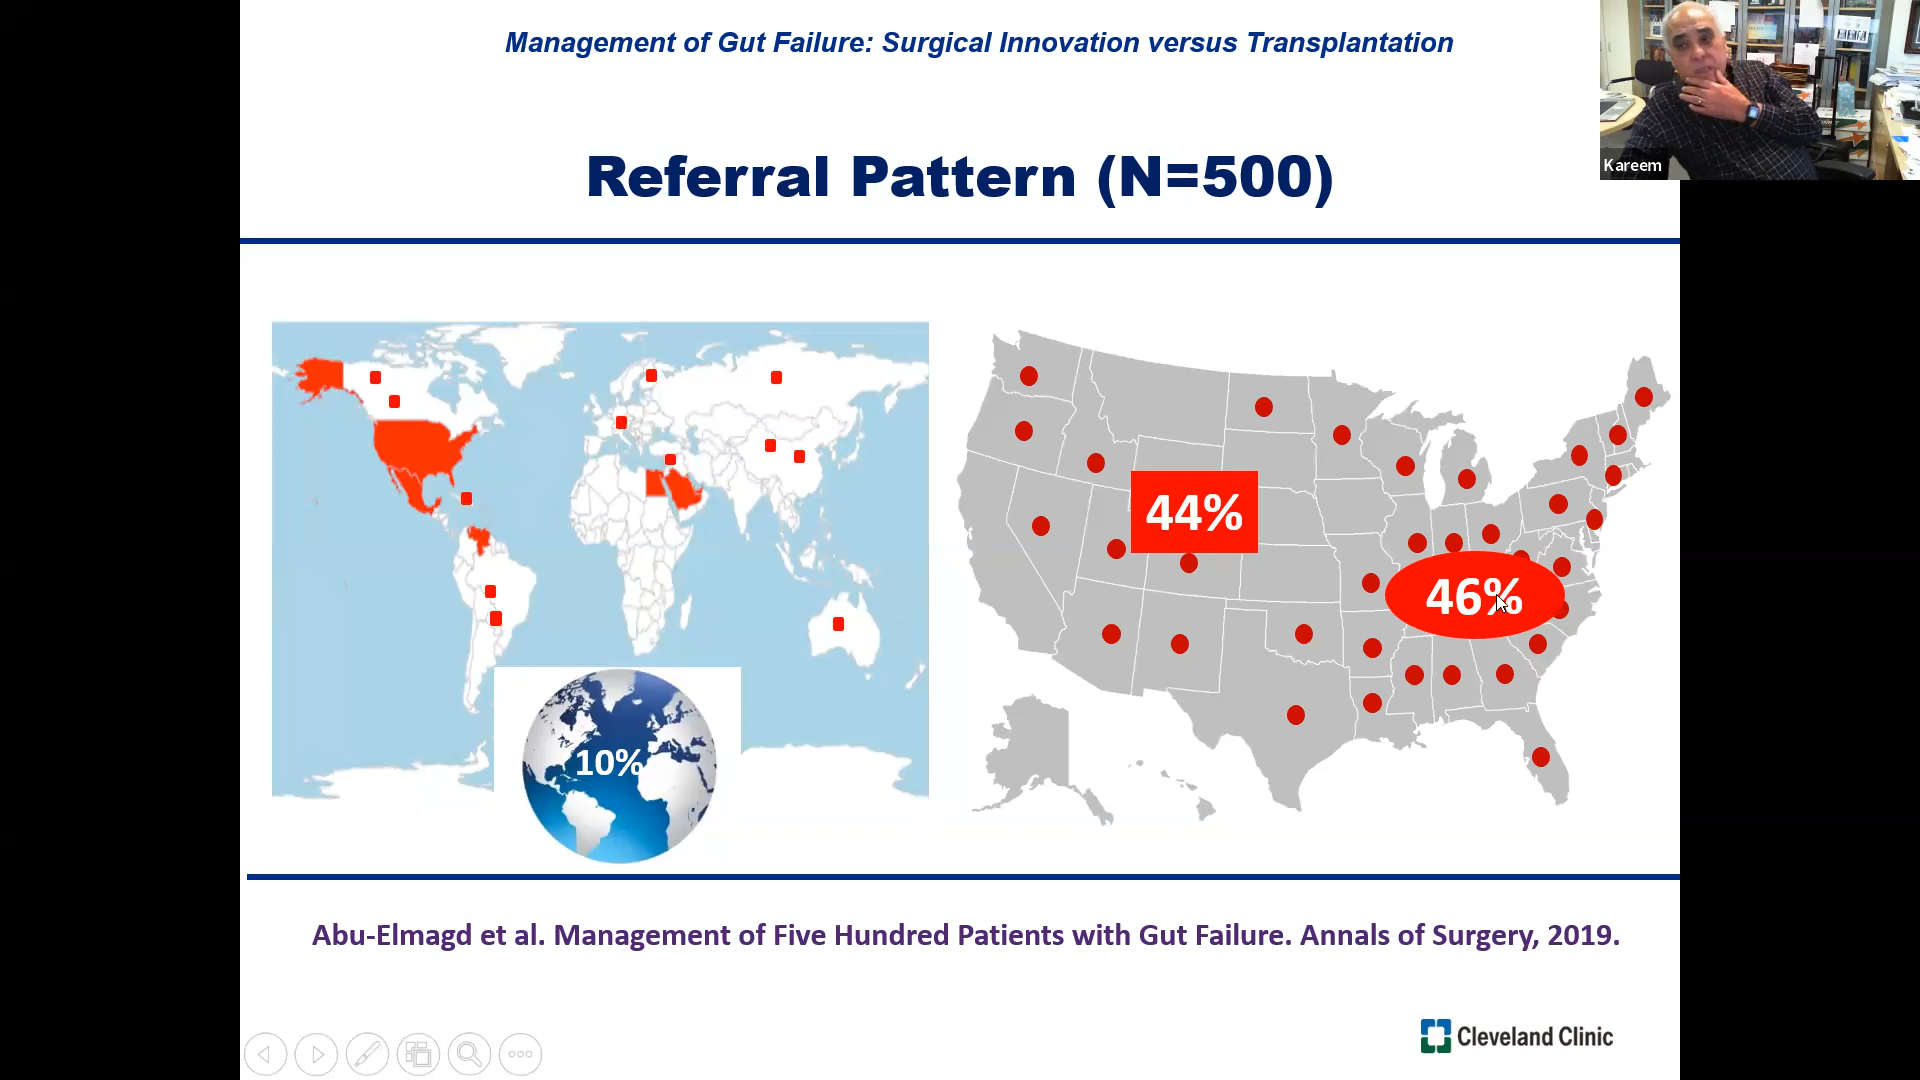 Management of Gut Failure: Surgical Innovation versus Transplantation
Kareem
Referral Pattern (N=500)
44%
46%
10%
Abu-Elmagd et al. Management of Five Hundred Patients with Gut Failure. Annals of Surgery, 2019.
Cleveland Clinic